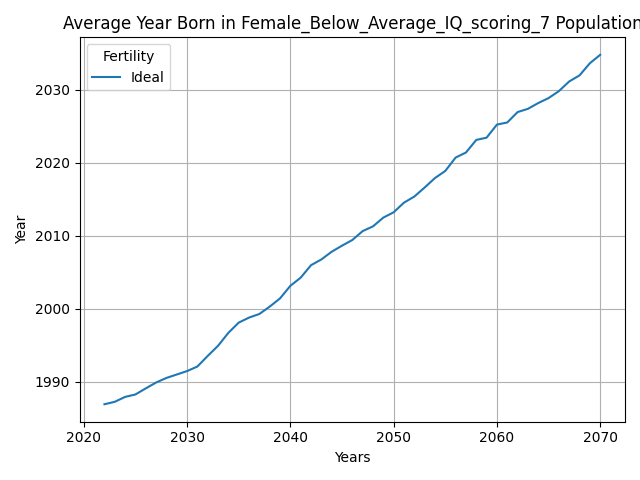 Average Year Born in Female_Below_Average_IQ_scoring_7 Population
Fertility
Ideal
2030
2020
2010
2000
1990
Year
2020 2030 2040 2050 2060 2070
Years